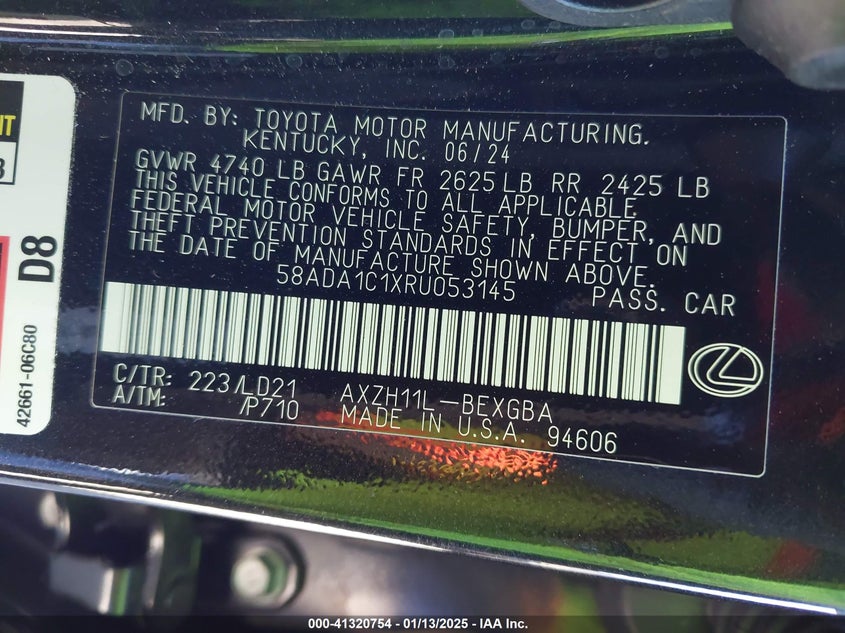 MFD. BY: TOYOTA MOTOR MANUFACTURING.
KENTUCKY, INC. 06/24
GVWR 4740 LB GAWR FR 2625 LB RR 2425 LB
THIS VEHICLE CONFORMS TO ALL APPLICABLE
FEDERAL MOTOR VEHICLE SAFETY, BUMPER, AND
THEFT PREVENTION STANDARDS IN EFFECT ON
THE DATE OF MANUFACTURE SHOWN ABOVE.
58ADA1C1XRU053145 PASS. CAR
C/TR: 223/LD21 AXZH11L-BEXGBA
A/TM: /P710 MADE IN U.S.A. 94606
D8
42661-06C80
000-41320754 — 01/13/2025 — IAA Inc.